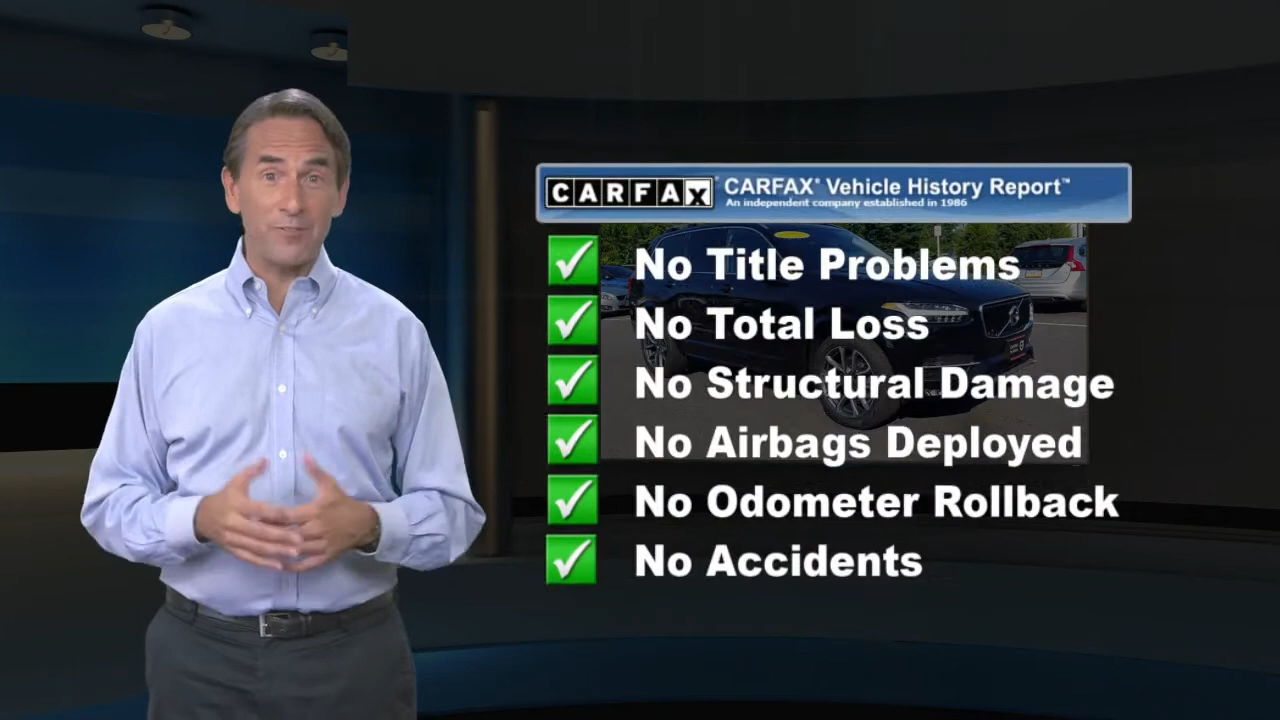 CARFAX
CARFAX® Vehicle History Report™
An independent company established in 1986
No Title Problems
No Total Loss
No Structural Damage
No Airbags Deployed
No Odometer Rollback
No Accidents